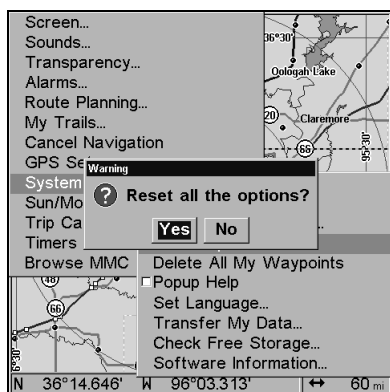 Screen...
Sounds...
Transparency...
Alarms...
Route Planning...
My Trails...
Cancel Navigation
GPS Se
System
Sun/Mo
Trip Ca
Timers
Browse MMC
36°30'
Oologah Lake
20
Claremore
66
95°30'
Warning
Reset all the options?
Yes No
Delete All My Waypoints
Popup Help
Set Language...
Transfer My Data...
Check Free Storage...
Software Information...
48
66
6°30'
N 36°14.646' W 96°03.313' ↔ 60 mi